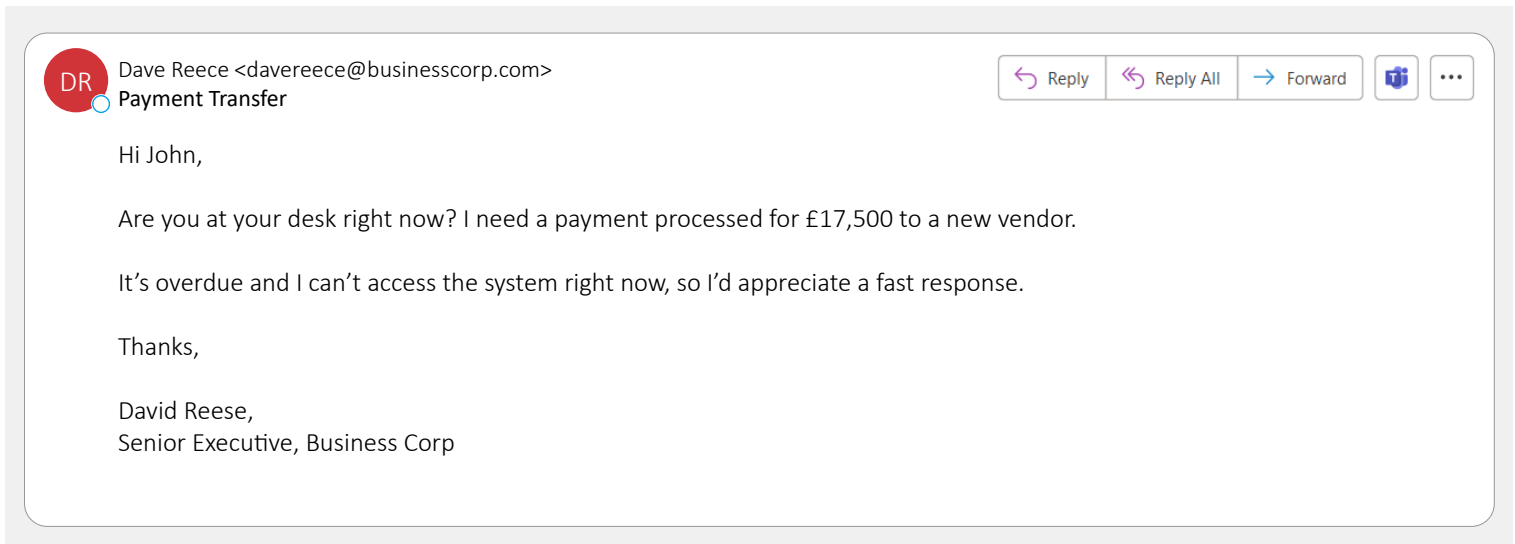 DR
Dave Reece <davereece@businesscorp.com>
Payment Transfer
Reply
Reply All
Forward
Hi John,
Are you at your desk right now? I need a payment processed for £17,500 to a new vendor.
It’s overdue and I can’t access the system right now, so I’d appreciate a fast response.
Thanks,
David Reese,
Senior Executive, Business Corp